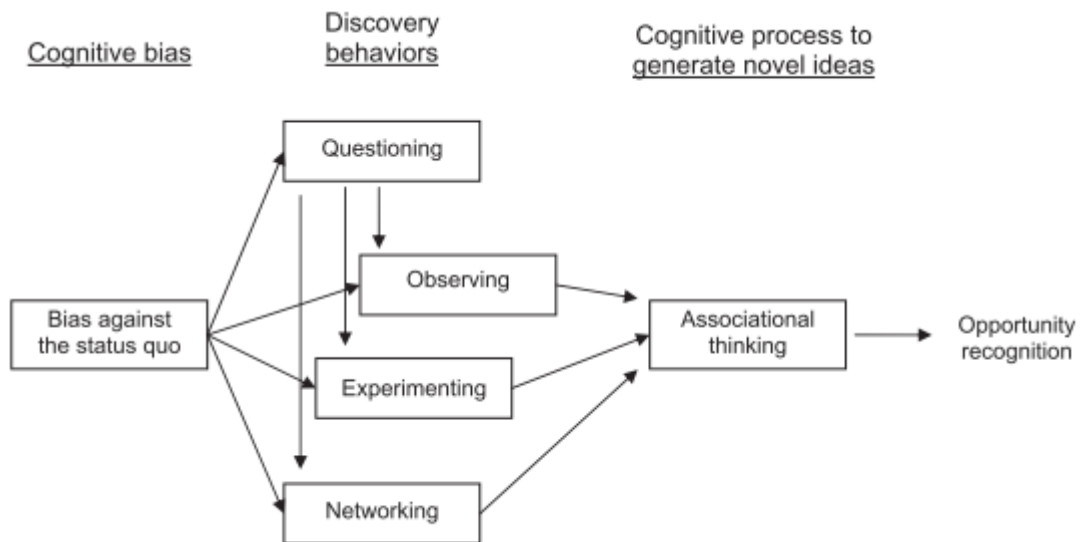 Cognitive bias
Discovery
behaviors
Cognitive process to
generate novel ideas
Questioning
Observing
Bias against
the status quo
Associational
thinking
Opportunity
recognition
Experimenting
Networking